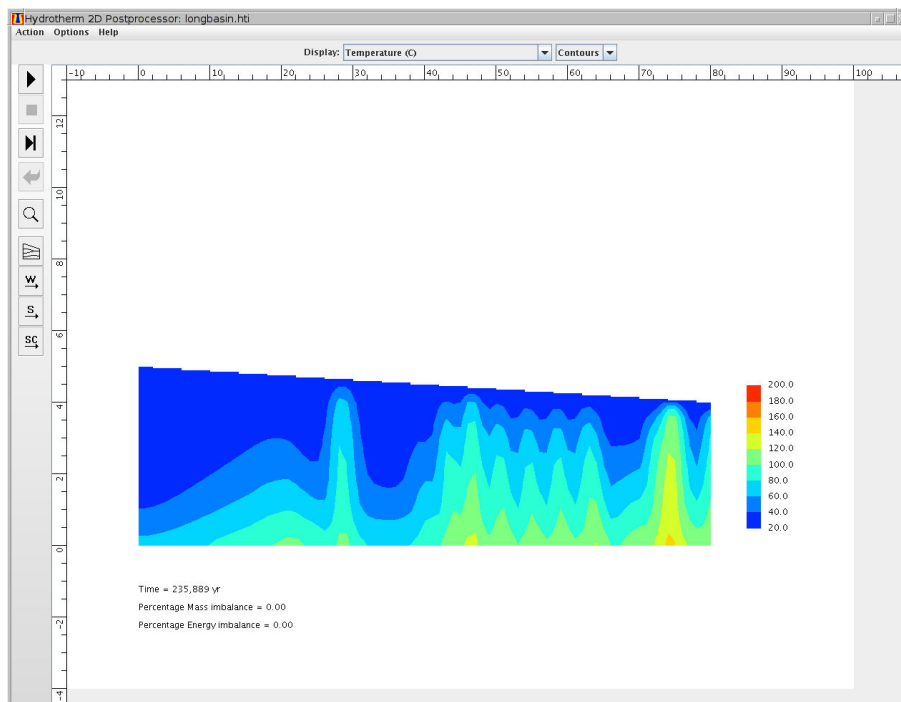 Hydrotherm 2D Postprocessor: longbasin.hti
Action Options Help
Display: Temperature (C) Contours
-10 0 10 20 30 40 50 60 70 80 90 100
12
10
8
6
4
2
0
-2
-4
W
S
SC
200.0
180.0
160.0
140.0
120.0
100.0
80.0
60.0
40.0
20.0
Time = 235,889 yr
Percentage Mass imbalance = 0.00
Percentage Energy imbalance = 0.00